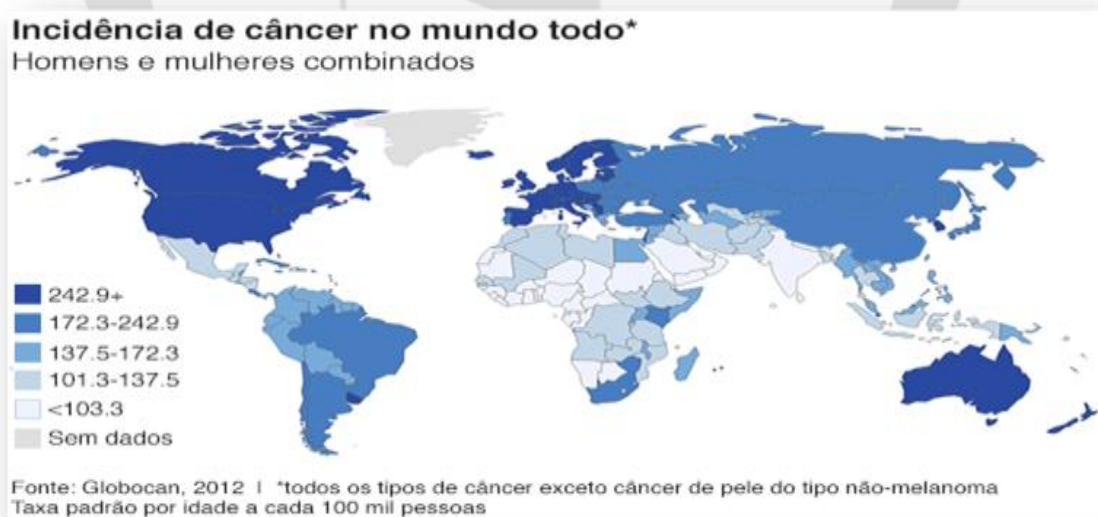 Incidência de câncer no mundo todo*
Homens e mulheres combinados
242.9+
172.3-242.9
137.5-172.3
101.3-137.5
<103.3
Sem dados
Fonte: Globocan, 2012 | *todos os tipos de câncer exceto câncer de pele do tipo não-melanoma
Taxa padrão por idade a cada 100 mil pessoas